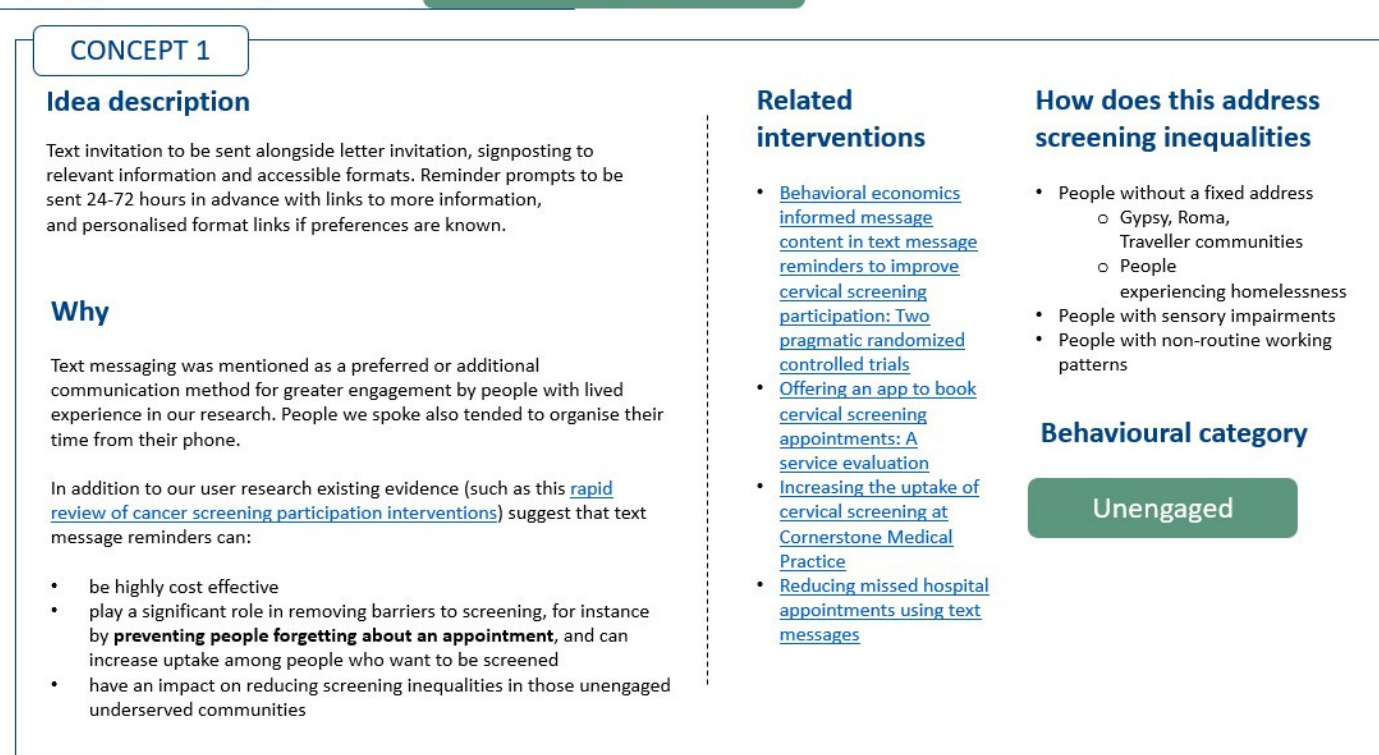 CONCEPT 1
Idea description
Text invitation to be sent alongside letter invitation, signposting to
relevant information and accessible formats. Reminder prompts to be
sent 24-72 hours in advance with links to more information,
and personalised format links if preferences are known.
Why
Text messaging was mentioned as a preferred or additional
communication method for greater engagement by people with lived
experience in our research. People we spoke also tended to organise their
time from their phone.
In addition to our user research existing evidence (such as this rapid
review of cancer screening participation interventions) suggest that text
message reminders can:
• be highly cost effective
• play a significant role in removing barriers to screening, for instance
by preventing people forgetting about an appointment, and can
increase uptake among people who want to be screened
• have an impact on reducing screening inequalities in those unengaged
underserved communities
Related
interventions
• Behavioral economics
informed message
content in text message
reminders to improve
cervical screening
participation: Two
pragmatic randomized
controlled trials
• Offering an app to book
cervical screening
appointments: A
service evaluation
• Increasing the uptake of
cervical screening at
Cornerstone Medical
Practice
• Reducing missed hospital
appointments using text
messages
How does this address
screening inequalities
• People without a fixed address
o Gypsy, Roma,
Traveller communities
o People
experiencing homelessness
• People with sensory impairments
• People with non-routine working
patterns
Behavioural category
Unengaged